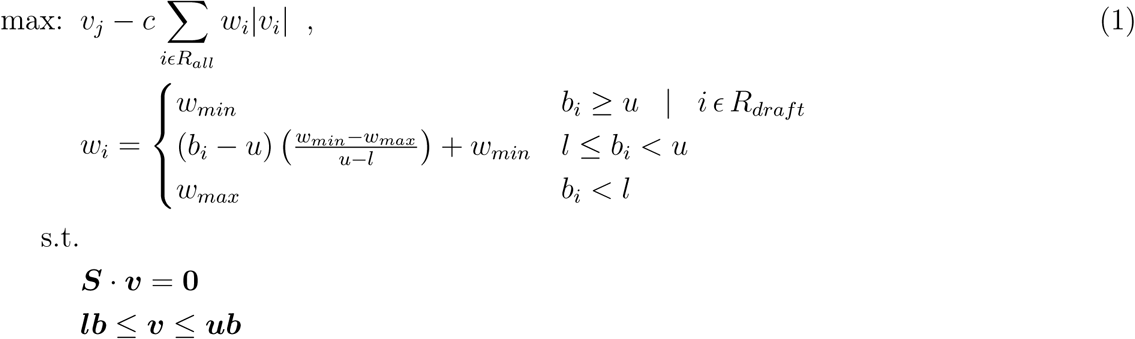 max: v_j − c ∑_{i ϵ R_{all}} w_i|v_i| , (1)
w_i = { w_{min} b_i ≥ u | i ϵ R_{draft}
(b_i − u) ( \frac{w_{min} − w_{max}}{u − l} ) + w_{min} l ≤ b_i < u
w_{max} b_i < l
s.t.
S · v = 0
lb ≤ v ≤ ub